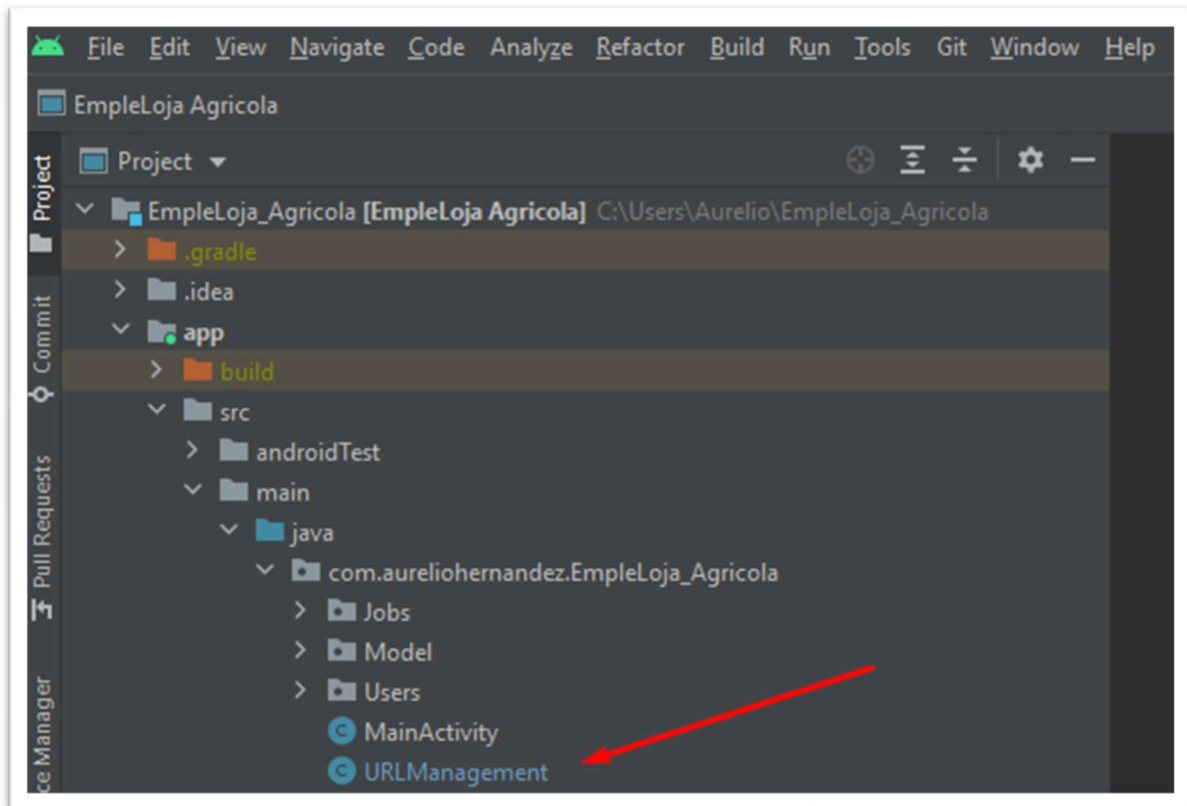 File Edit View Navigate Code Analyze Refactor Build Run Tools Git Window Help
EmpleLoja Agricola
Project
Project
EmpleLoja_Agricola [EmpleLoja Agricola] C:\Users\Aurelio\EmpleLoja_Agricola
.gradle
.idea
app
Commit
build
src
androidTest
main
Pull Requests
java
com.aureliohernandez.EmpleLoja_Agricola
Jobs
Model
Users
MainActivity
ce Manager
URLManagement